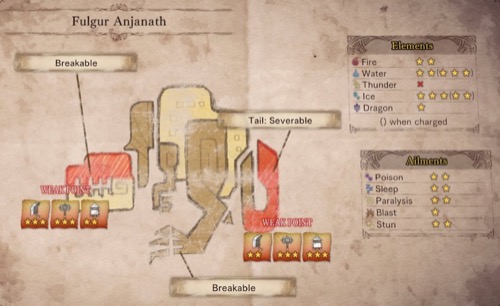 Fulgur Anjanath
Breakable
Tail: Severable
WEAK POINT
WEAK POINT
Breakable
Elements
Fire
Water
Thunder
Ice
Dragon
() when charged
Ailments
Poison
Sleep
Paralysis
Blast
Stun